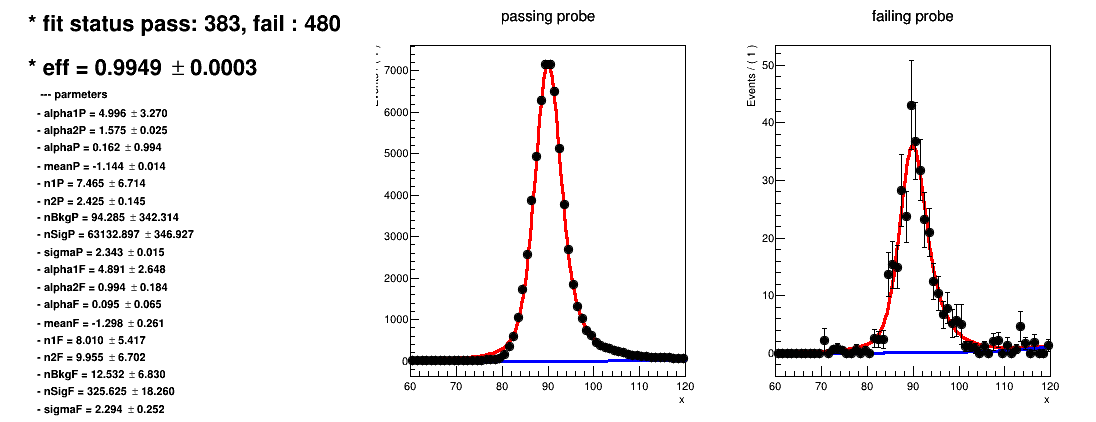 * fit status pass: 383, fail : 480
* eff = 0.9949 ± 0.0003
--- parmeters
- alpha1P = 4.996 ± 3.270
- alpha2P = 1.575 ± 0.025
- alphaP = 0.162 ± 0.994
- meanP = -1.144 ± 0.014
- n1P = 7.465 ± 6.714
- n2P = 2.425 ± 0.145
- nBkgP = 94.285 ± 342.314
- nSigP = 63132.897 ± 346.927
- sigmaP = 2.343 ± 0.015
- alpha1F = 4.891 ± 2.648
- alpha2F = 0.994 ± 0.184
- alphaF = 0.095 ± 0.065
- meanF = -1.298 ± 0.261
- n1F = 8.010 ± 5.417
- n2F = 9.955 ± 6.702
- nBkgF = 12.532 ± 6.830
- nSigF = 325.625 ± 18.260
- sigmaF = 2.294 ± 0.252
passing probe
7000
6000
5000
4000
3000
2000
1000
0
60 70 80 90 100 110 120
x
failing probe
Events / ( 1 )
50
40
30
20
10
0
60 70 80 90 100 110 120
x